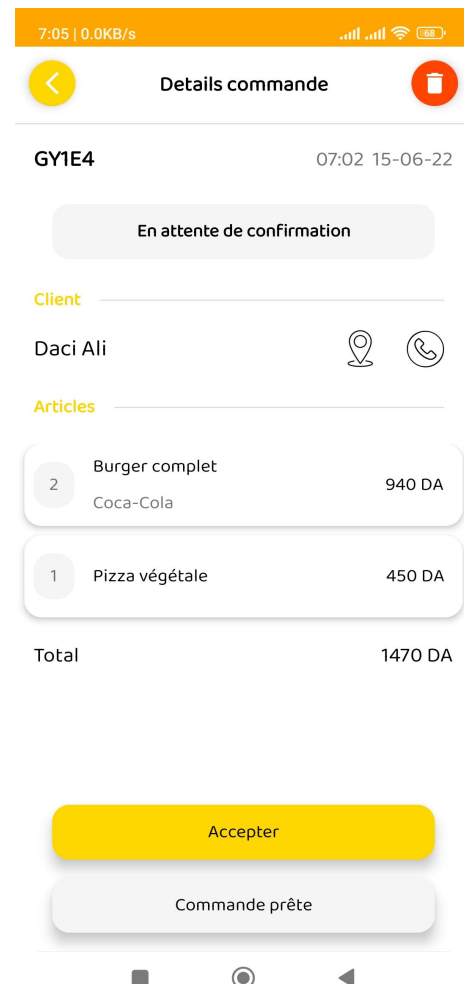 7:05 | 0.0KB/s 68
Details commande
GY1E4 07:02 15-06-22
En attente de confirmation
Client
Daci Ali
Articles
2 Burger complet 940 DA
Coca-Cola
1 Pizza végétale 450 DA
Total 1470 DA
Accepter
Commande prête